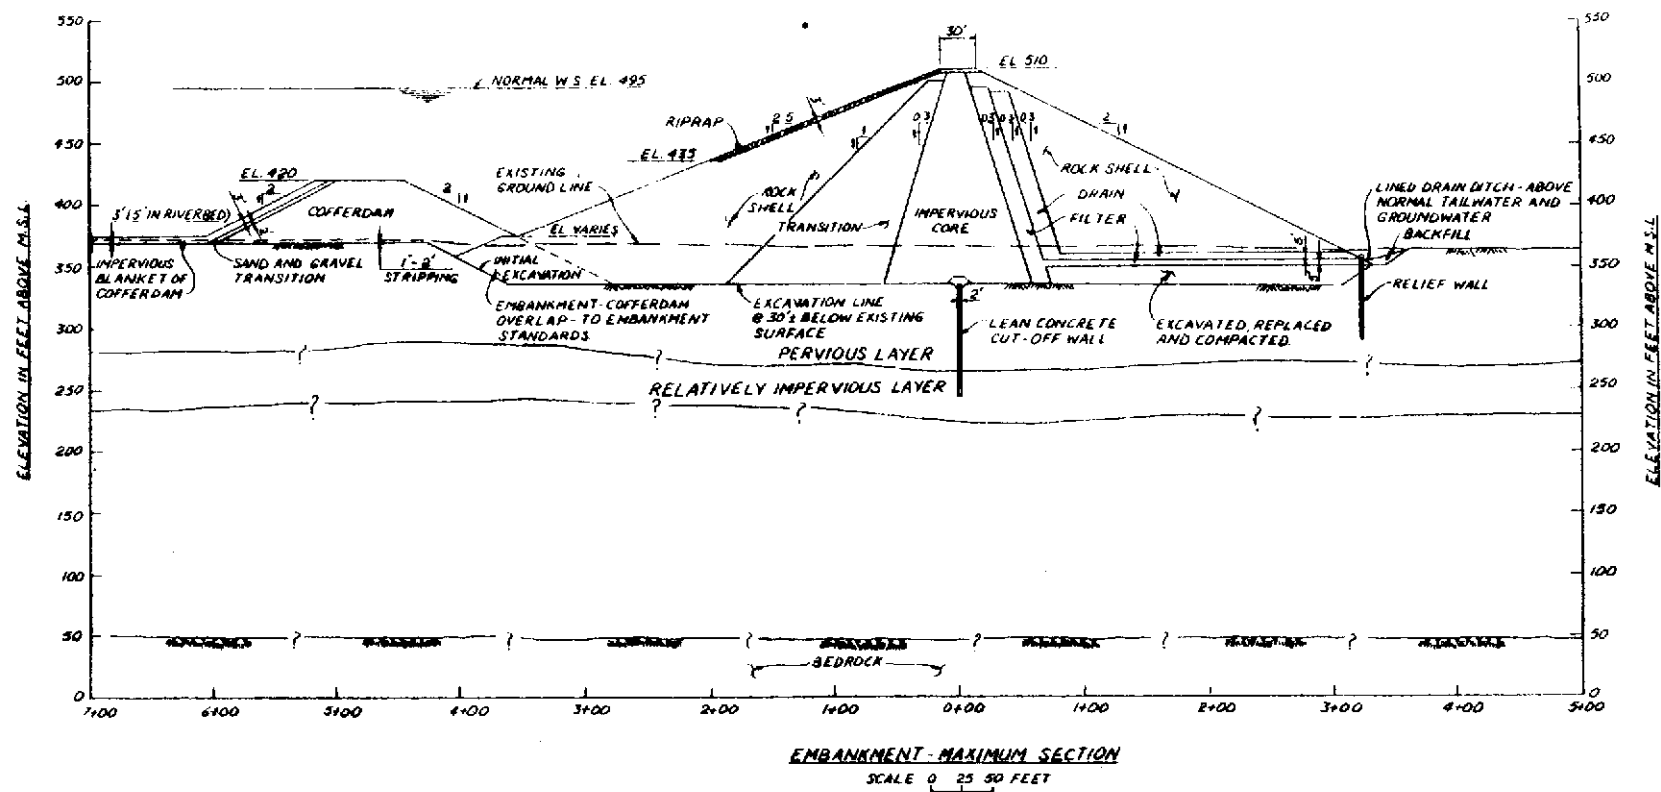 550
500
450
400
350
300
250
200
150
100
50
0
ELEVATION IN FEET ABOVE M.S.L.
NORMAL W.S. EL. 495
30'
EL 510
RIPRAP
2.5
1
EL. 435
1
0.3
0.3
0.3
0.3
2
1
ROCK SHELL
EL. 420
EXISTING
GROUND LINE
ROCK
SHELL
TRANSITION
IMPERVIOUS
CORE
DRAIN
FILTER
LINED DRAIN DITCH - ABOVE
NORMAL TAILWATER AND
GROUNDWATER
BACKFILL
2
1
2
1
3' (5' IN RIVERBED)
COFFERDAM
EL VARIES
IMPERVIOUS
BLANKET OF
COFFERDAM
SAND AND GRAVEL
TRANSITION
1'-2'
STRIPPING
INITIAL
EXCAVATION
EMBANKMENT-COFFERDAM
OVERLAP-TO EMBANKMENT
STANDARDS
EXCAVATION LINE
@ 30'± BELOW EXISTING
SURFACE
2'
LEAN CONCRETE
CUT-OFF WALL
EXCAVATED, REPLACED
AND COMPACTED
RELIEF WALL
PERVIOUS LAYER
? ? ?
RELATIVELY IMPERVIOUS LAYER
? ? ? ?
? ? ? ? ? ? ?
BEDROCK
550
500
450
400
350
300
250
200
150
100
50
0
ELEVATION IN FEET ABOVE M.S.L.
7+00 6+00 5+00 4+00 3+00 2+00 1+00 0+00 1+00 2+00 3+00 4+00 5+00
EMBANKMENT - MAXIMUM SECTION
SCALE 0 25 50 FEET